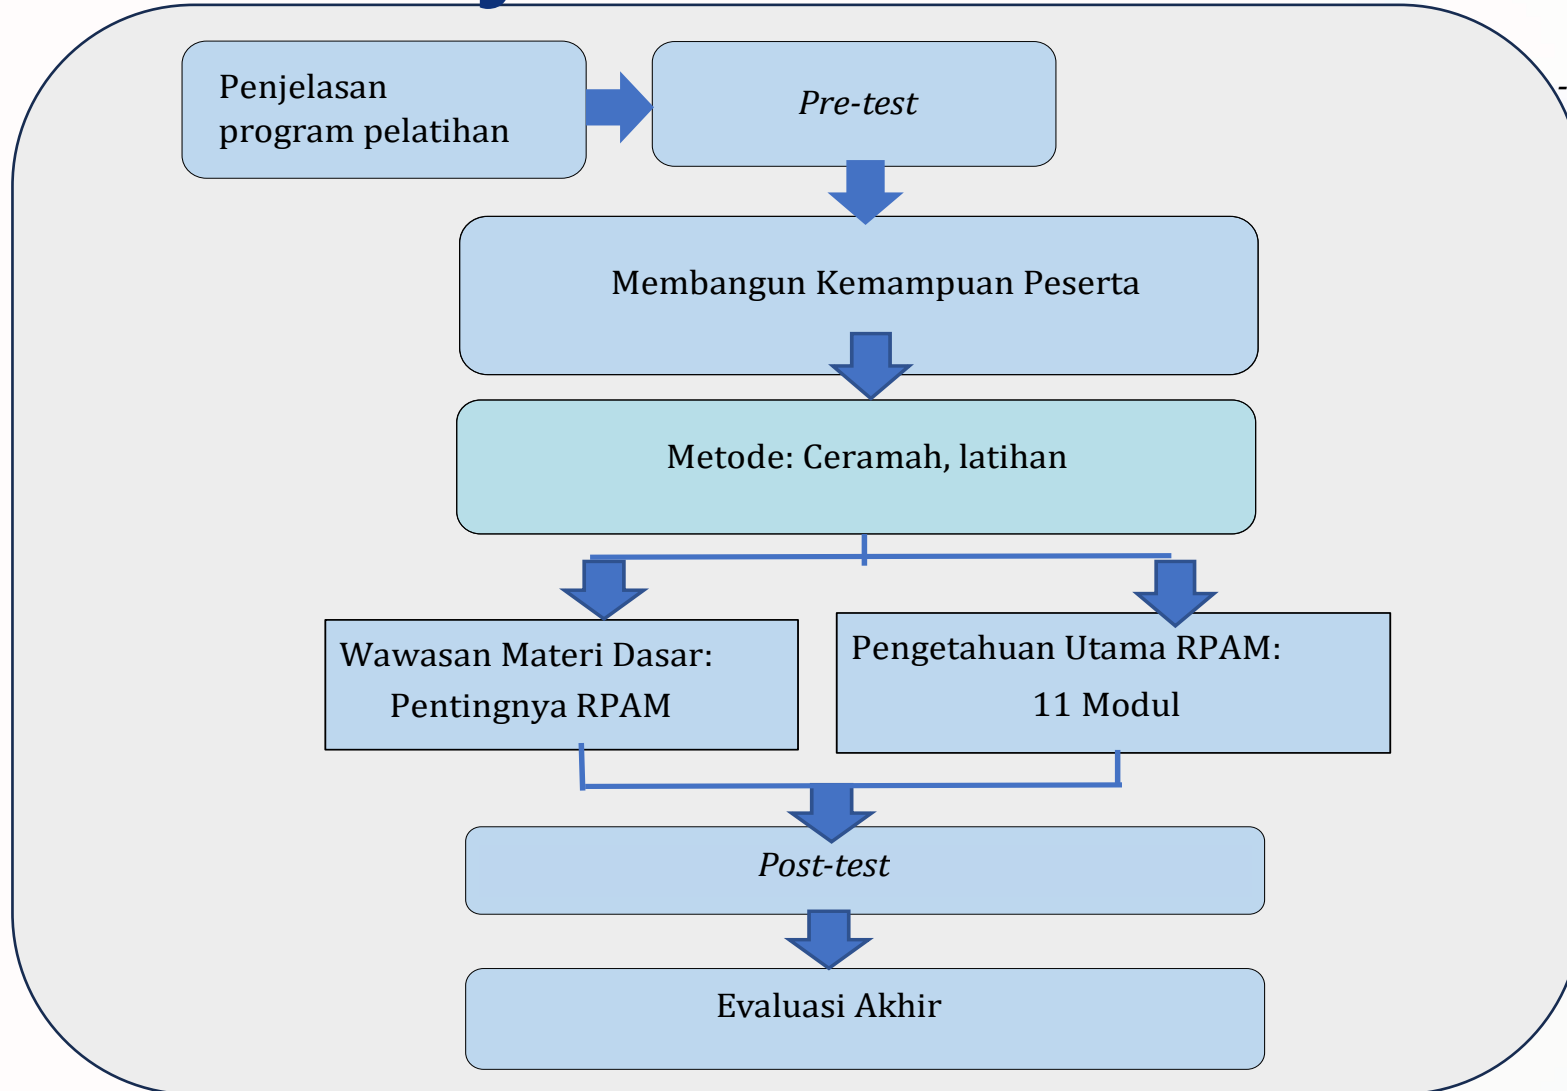 Penjelasan
program pelatihan
Pre-test
Membangun Kemampuan Peserta
Metode: Ceramah, latihan
Wawasan Materi Dasar:
Pentingnya RPAM
Pengetahuan Utama RPAM:
11 Modul
Post-test
Evaluasi Akhir